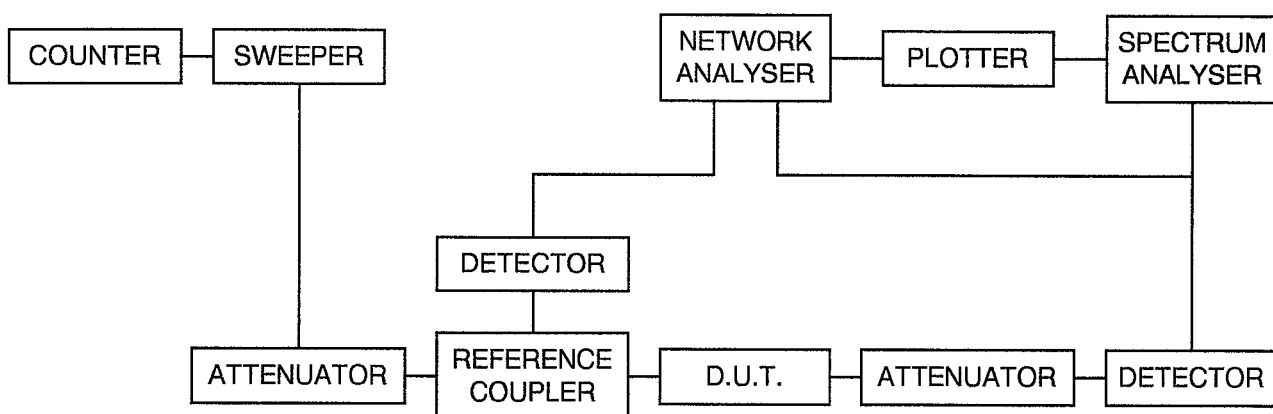 COUNTER
SWEEPER
NETWORK
ANALYSER
PLOTTER
SPECTRUM
ANALYSER
DETECTOR
ATTENUATOR
REFERENCE
COUPLER
D.U.T.
ATTENUATOR
DETECTOR